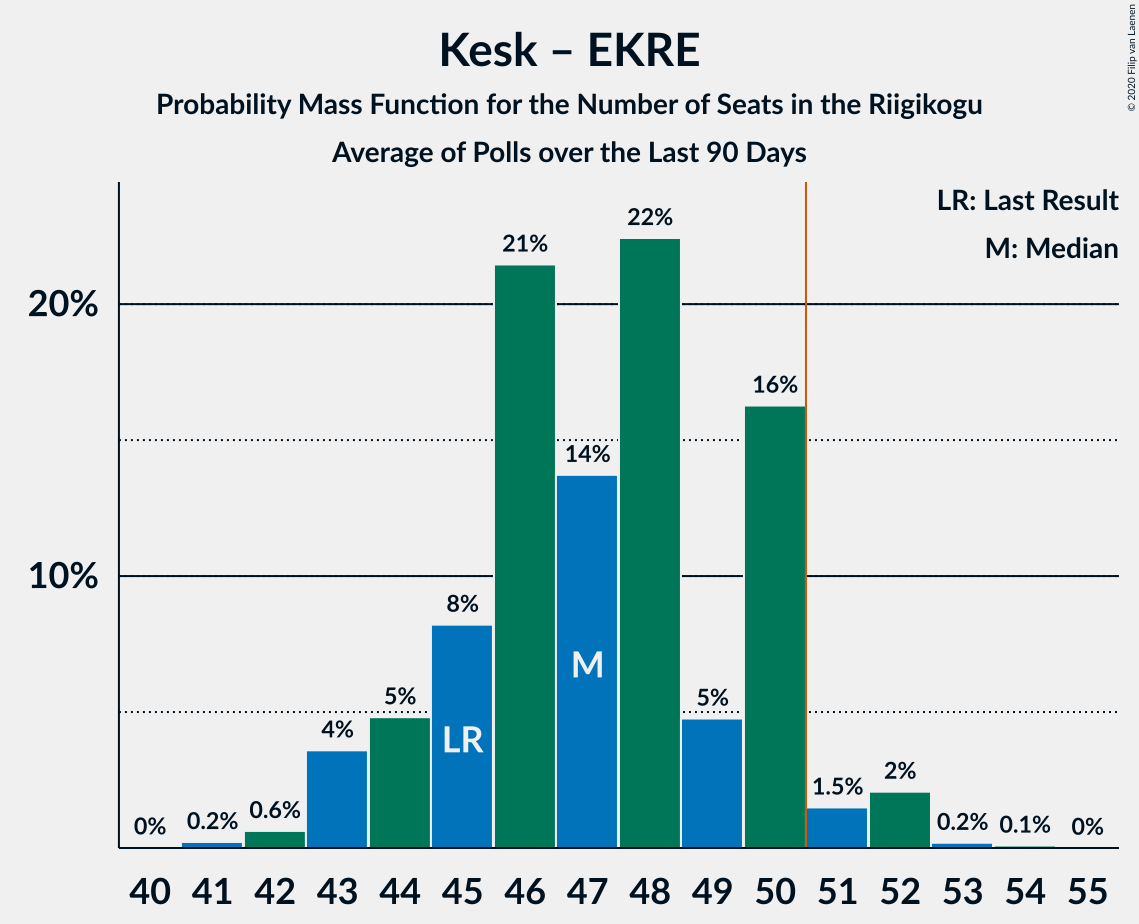 Kesk – EKRE
Probability Mass Function for the Number of Seats in the Riigikogu
Average of Polls over the Last 90 Days
© 2020 Filip van Laenen
LR: Last Result
M: Median
20%
10%
0%
0.2%
0.6%
4%
5%
8%
21%
14%
22%
5%
16%
1.5%
2%
0.2%
0.1%
0%
LR
M
40 41 42 43 44 45 46 47 48 49 50 51 52 53 54 55